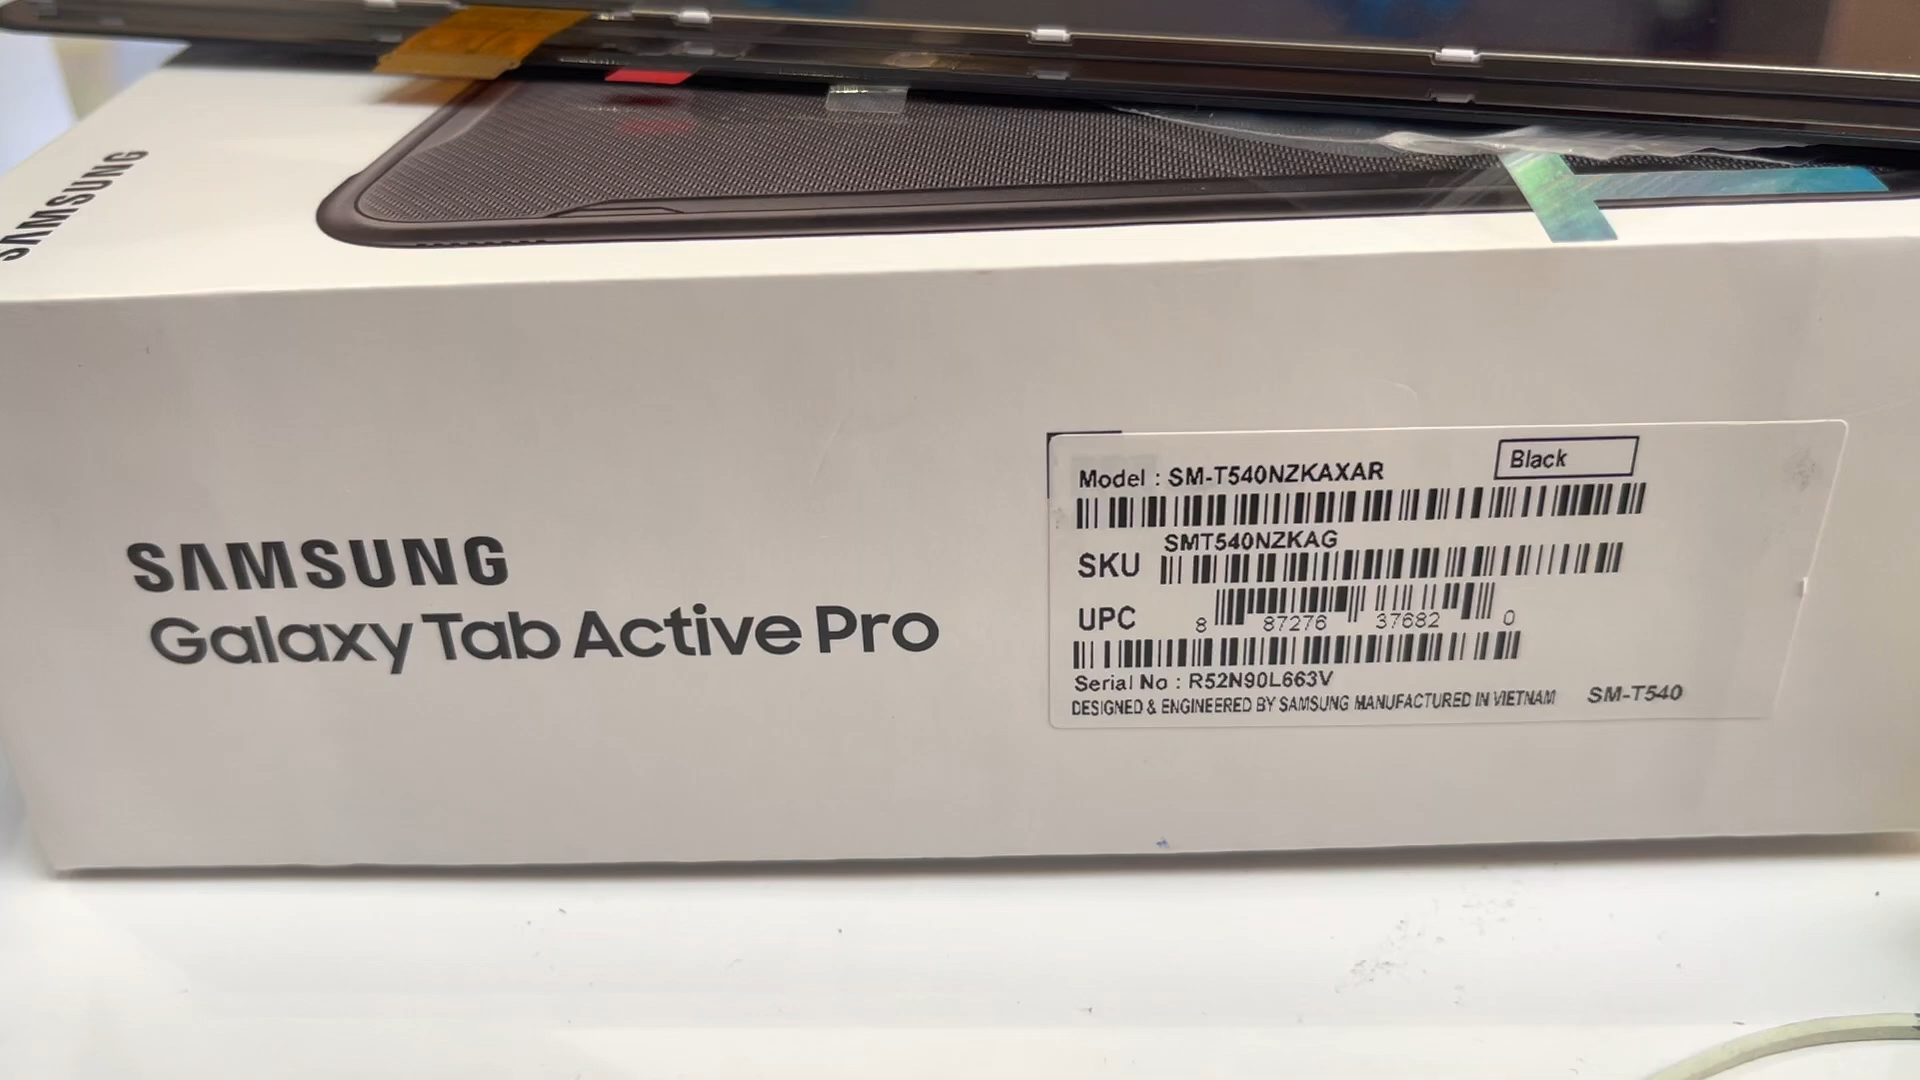 SAMSUNG
SAMSUNG
Galaxy Tab Active Pro
Model : SM-T540NZKAXAR
Black
SMT540NZKAG
SKU
UPC
8 87276 37682 0
Serial No : R52N90L663V
DESIGNED & ENGINEERED BY SAMSUNG MANUFACTURED IN VIETNAM SM-T540